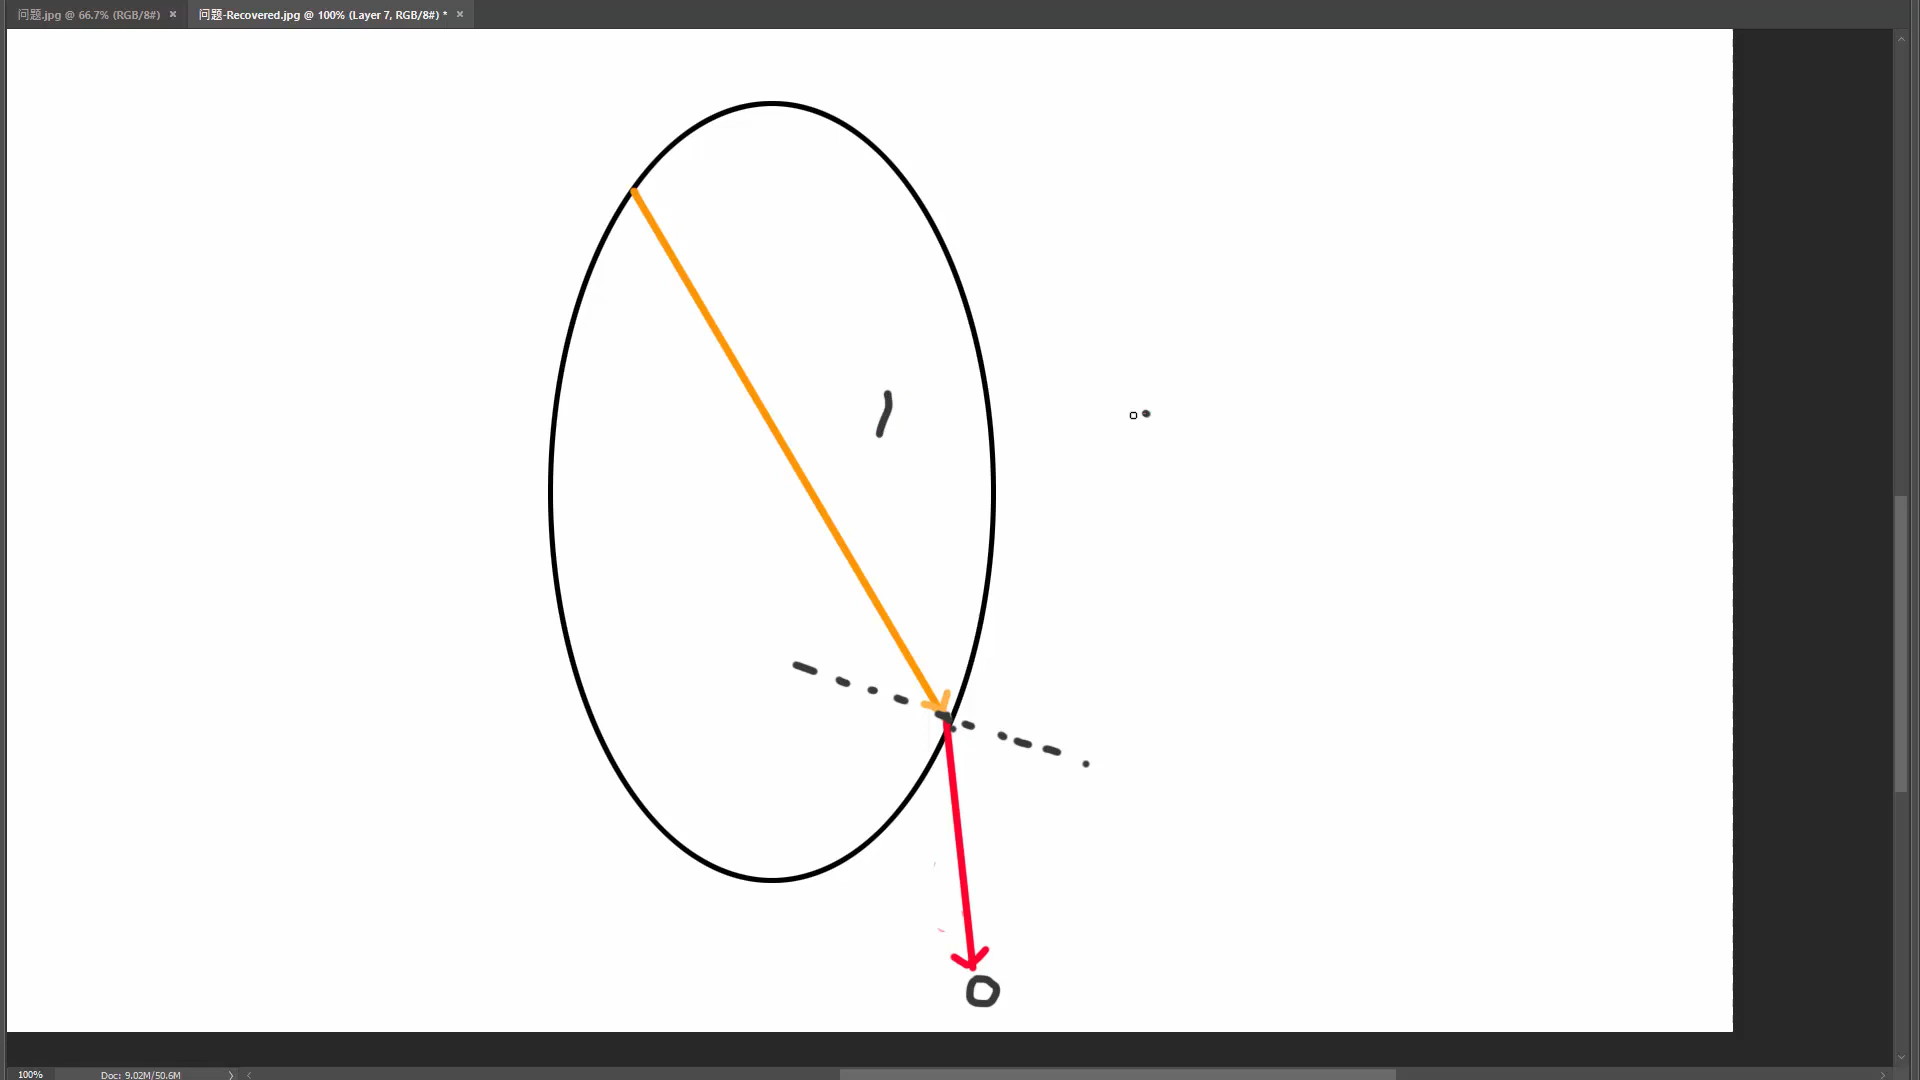 问题.jpg @ 66.7% (RGB/8#) × 问题-Recovered.jpg @ 100% (Layer 7, RGB/8#) * ×
1
0
100% Doc: 9.02M/50.6M